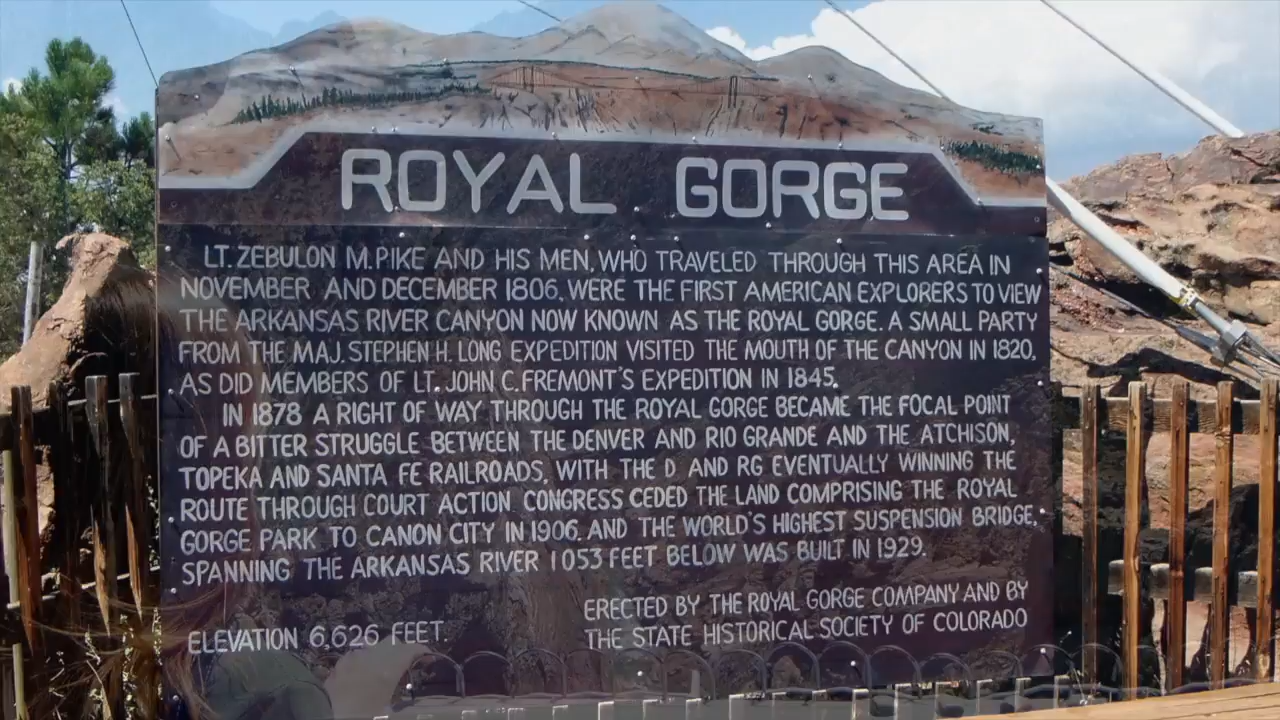 ROYAL GORGE
LT. ZEBULON M. PIKE AND HIS MEN, WHO TRAVELED THROUGH THIS AREA IN
NOVEMBER AND DECEMBER 1806, WERE THE FIRST AMERICAN EXPLORERS TO VIEW
THE ARKANSAS RIVER CANYON NOW KNOWN AS THE ROYAL GORGE. A SMALL PARTY
FROM THE MAJ. STEPHEN H. LONG EXPEDITION VISITED THE MOUTH OF THE CANYON IN 1820,
AS DID MEMBERS OF LT. JOHN C. FREMONT'S EXPEDITION IN 1845.
IN 1878 A RIGHT OF WAY THROUGH THE ROYAL GORGE BECAME THE FOCAL POINT
OF A BITTER STRUGGLE BETWEEN THE DENVER AND RIO GRANDE AND THE ATCHISON,
TOPEKA AND SANTA FE RAILROADS, WITH THE D AND RG EVENTUALLY WINNING THE
ROUTE THROUGH COURT ACTION CONGRESS CEDED THE LAND COMPRISING THE ROYAL
GORGE PARK TO CANON CITY IN 1906, AND THE WORLD'S HIGHEST SUSPENSION BRIDGE,
SPANNING THE ARKANSAS RIVER 1053 FEET BELOW WAS BUILT IN 1929.
ERECTED BY THE ROYAL GORGE COMPANY AND BY
THE STATE HISTORICAL SOCIETY OF COLORADO
ELEVATION 6,626 FEET.